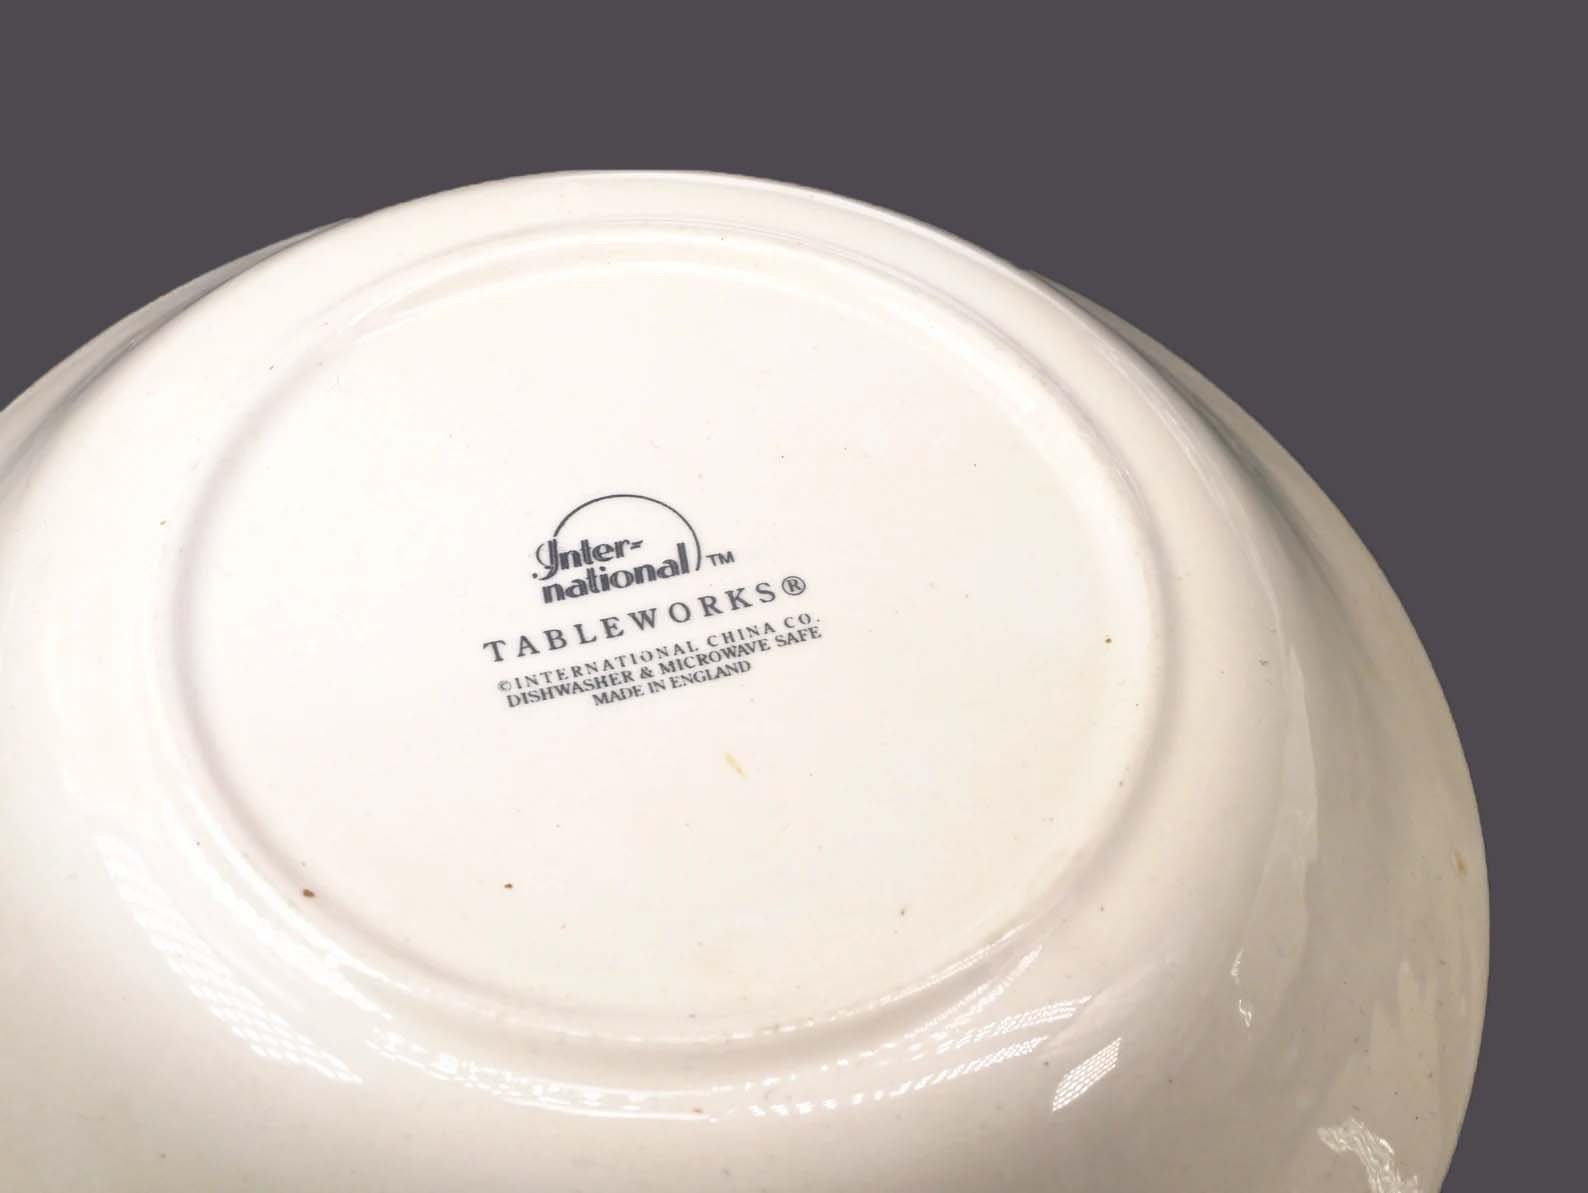 Inter-
national™
TABLEWORKS®
©INTERNATIONAL CHINA CO.
DISHWASHER & MICROWAVE SAFE
MADE IN ENGLAND